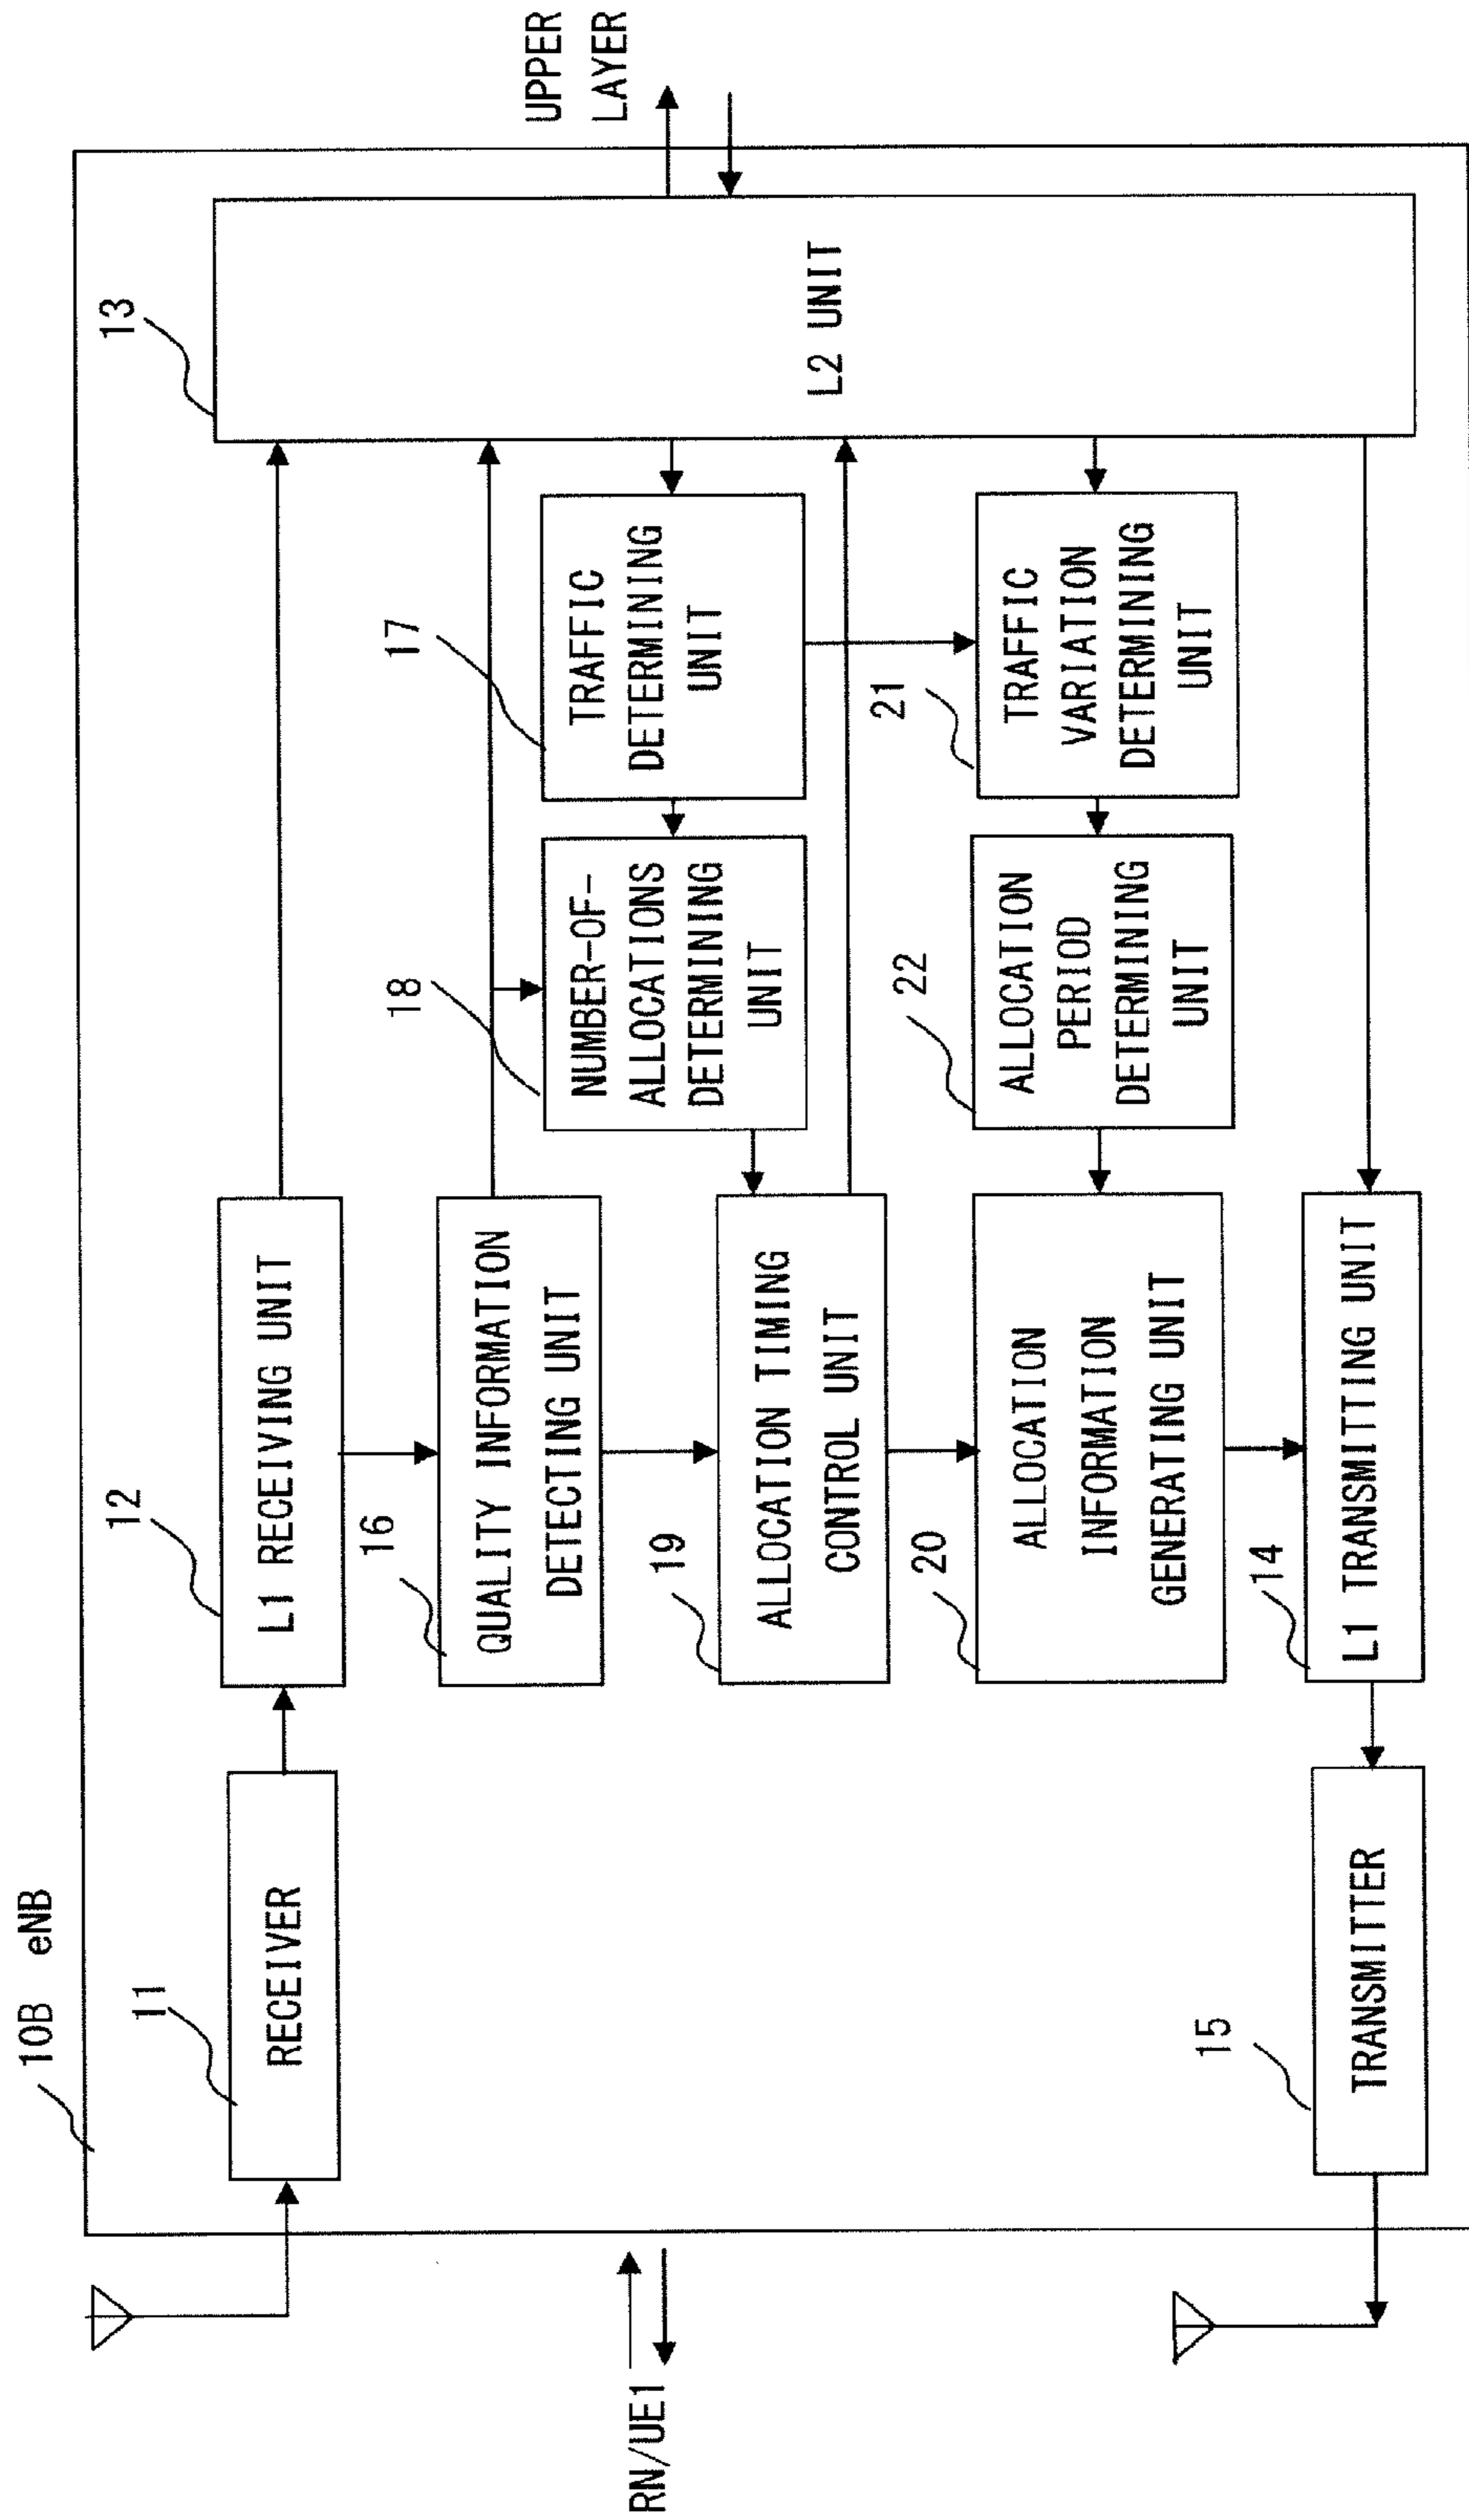 10B eNB
11
RECEIVER
12
L1 RECEIVING UNIT
13
L2 UNIT
UPPER
LAYER
16
QUALITY INFORMATION
DETECTING UNIT
17
TRAFFIC
DETERMINING
UNIT
18
NUMBER-OF-
ALLOCATIONS
DETERMINING
UNIT
RN/UE1
19
ALLOCATION TIMING
CONTROL UNIT
21
TRAFFIC
VARIATION
DETERMINING
UNIT
22
ALLOCATION
PERIOD
DETERMINING
UNIT
20
ALLOCATION
INFORMATION
GENERATING UNIT
14
L1 TRANSMITTING UNIT
15
TRANSMITTER